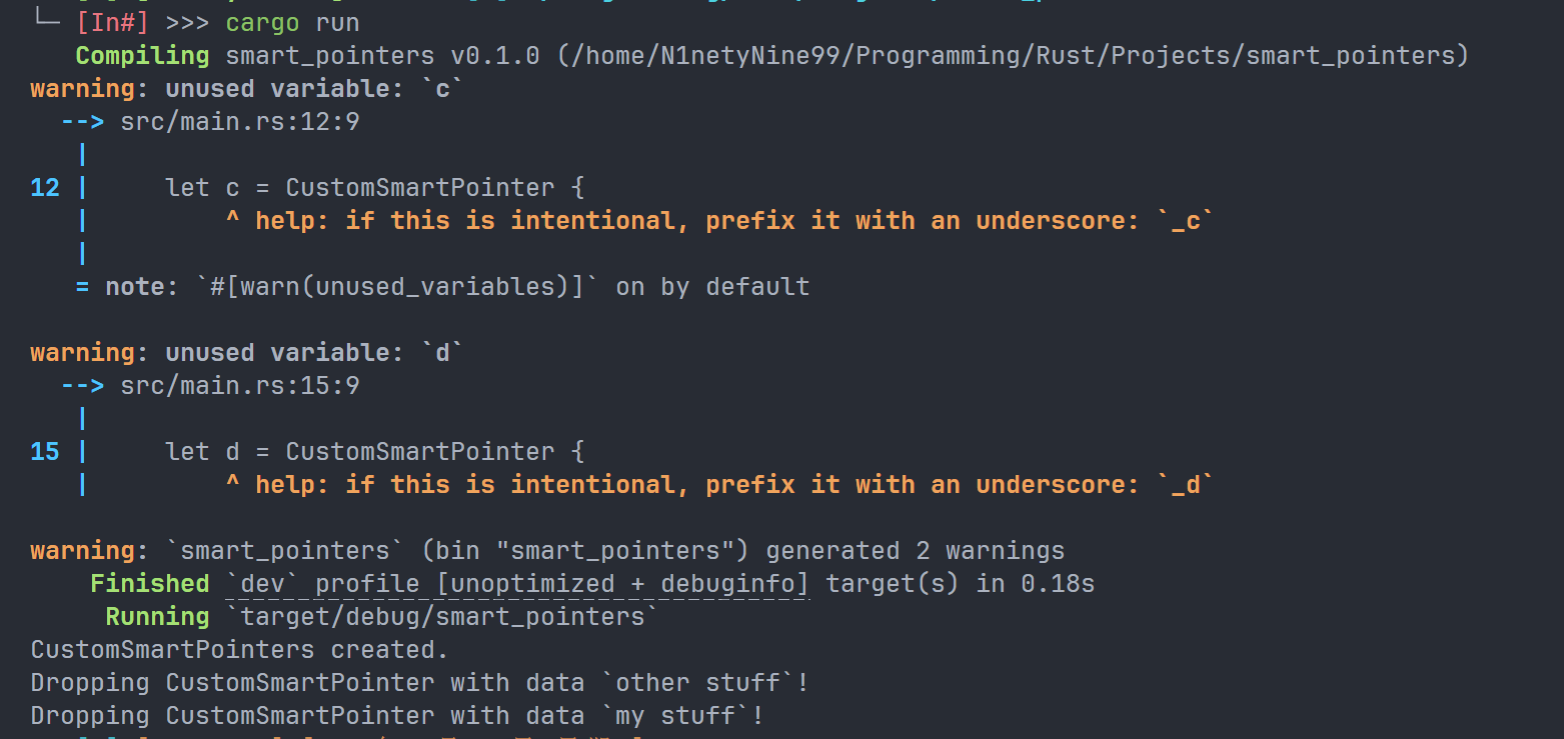 └─ [In#] >>> cargo run
   Compiling smart_pointers v0.1.0 (/home/N1netyNine99/Programming/Rust/Projects/smart_pointers)
warning: unused variable: `c`
  --> src/main.rs:12:9
   |
12 |     let c = CustomSmartPointer {
   |         ^ help: if this is intentional, prefix it with an underscore: `_c`
   |
   = note: `#[warn(unused_variables)]` on by default

warning: unused variable: `d`
  --> src/main.rs:15:9
   |
15 |     let d = CustomSmartPointer {
   |         ^ help: if this is intentional, prefix it with an underscore: `_d`

warning: `smart_pointers` (bin "smart_pointers") generated 2 warnings
    Finished `dev` profile [unoptimized + debuginfo] target(s) in 0.18s
     Running `target/debug/smart_pointers`
CustomSmartPointers created.
Dropping CustomSmartPointer with data `other stuff`!
Dropping CustomSmartPointer with data `my stuff`!